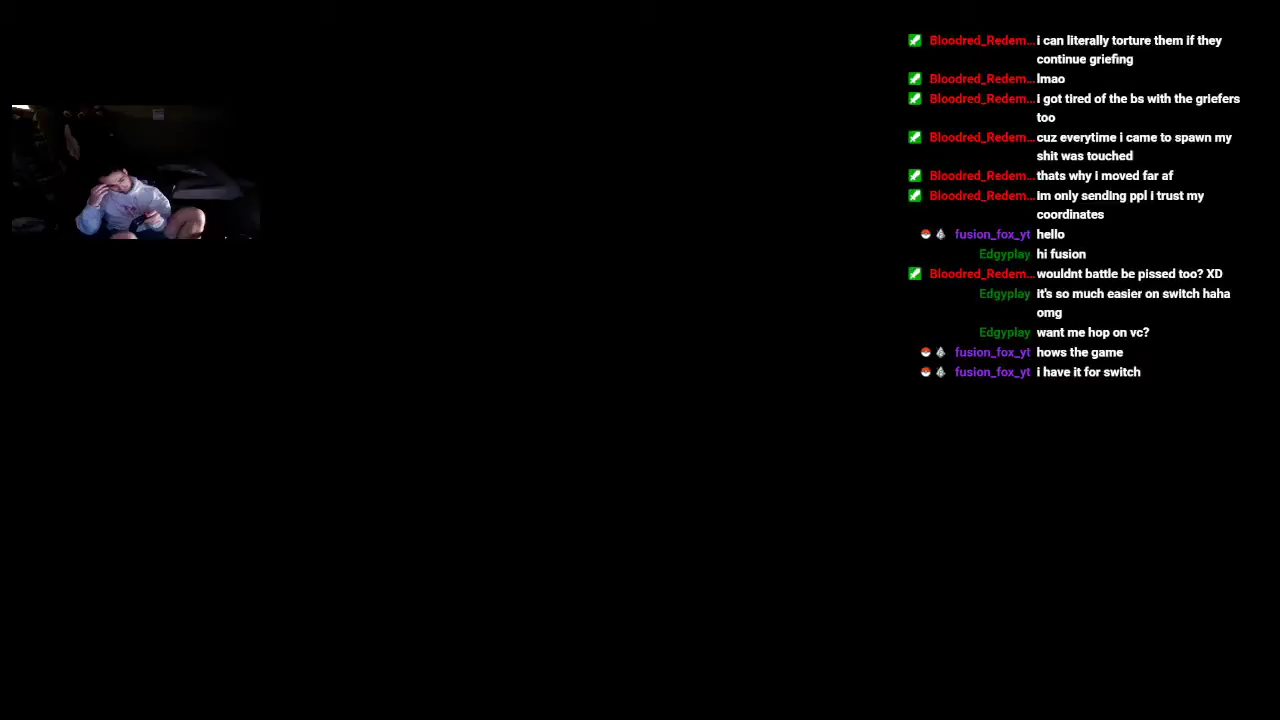 Bloodred_Redem... i can literally torture them if they
continue griefing
Bloodred_Redem... lmao
Bloodred_Redem... i got tired of the bs with the griefers
too
Bloodred_Redem... cuz everytime i came to spawn my
shit was touched
Bloodred_Redem... thats why i moved far af
Bloodred_Redem... im only sending ppl i trust my
coordinates
fusion_fox_yt hello
Edgyplay hi fusion
Bloodred_Redem... wouldnt battle be pissed too? XD
Edgyplay it's so much easier on switch haha
omg
Edgyplay want me hop on vc?
fusion_fox_yt hows the game
fusion_fox_yt i have it for switch